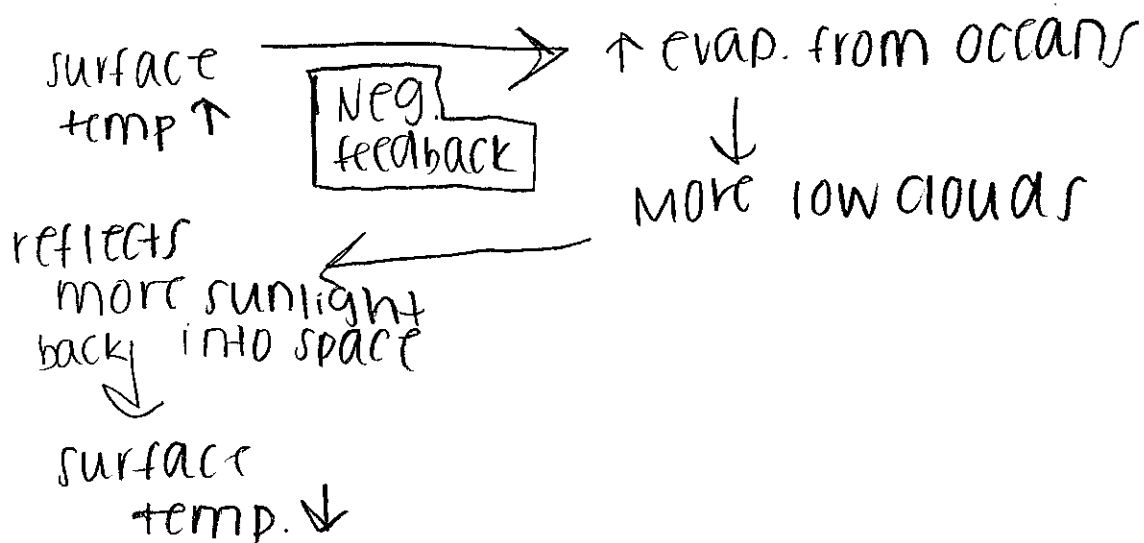 surface
temp ↑
Neg.
feedback
↑ evap. from oceans
↓
More low clouds
reflects
more sunlight
back into space
surface
temp. ↓